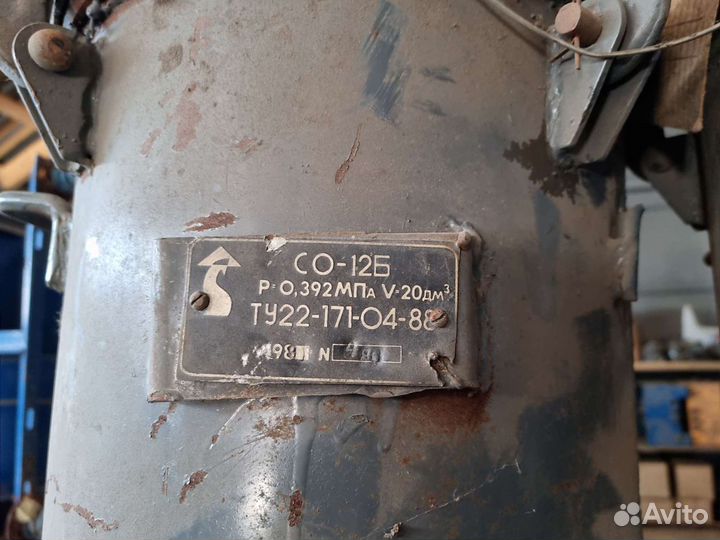 СО-12Б
Р=0,392МПа V=20дм³
ТУ22-171-04-88
N
Avito